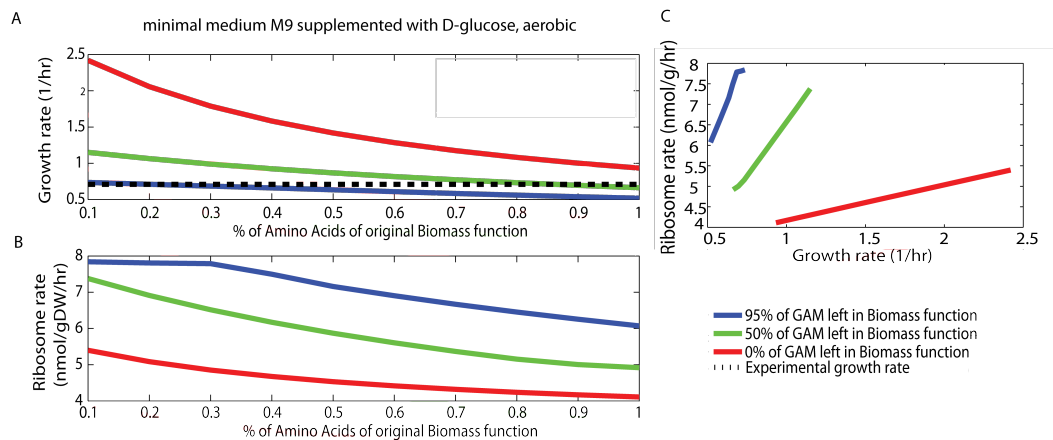 A
minimal medium M9 supplemented with D-glucose, aerobic
Growth rate (1/hr)
2.5
2
1.5
1
0.5
0.1 0.2 0.3 0.4 0.5 0.6 0.7 0.8 0.9 1
% of Amino Acids of original Biomass function
B
Ribosome rate
(nmol/gDW/hr)
8
7
6
5
4
0.1 0.2 0.3 0.4 0.5 0.6 0.7 0.8 0.9 1
% of Amino Acids of original Biomass function
C
Ribosome rate (nmol/g/hr)
8
7.5
7
6.5
6
5.5
5
4.5
4
0.5 1 1.5 2 2.5
Growth rate (1/hr)
95% of GAM left in Biomass function
50% of GAM left in Biomass function
0% of GAM left in Biomass function
Experimental growth rate